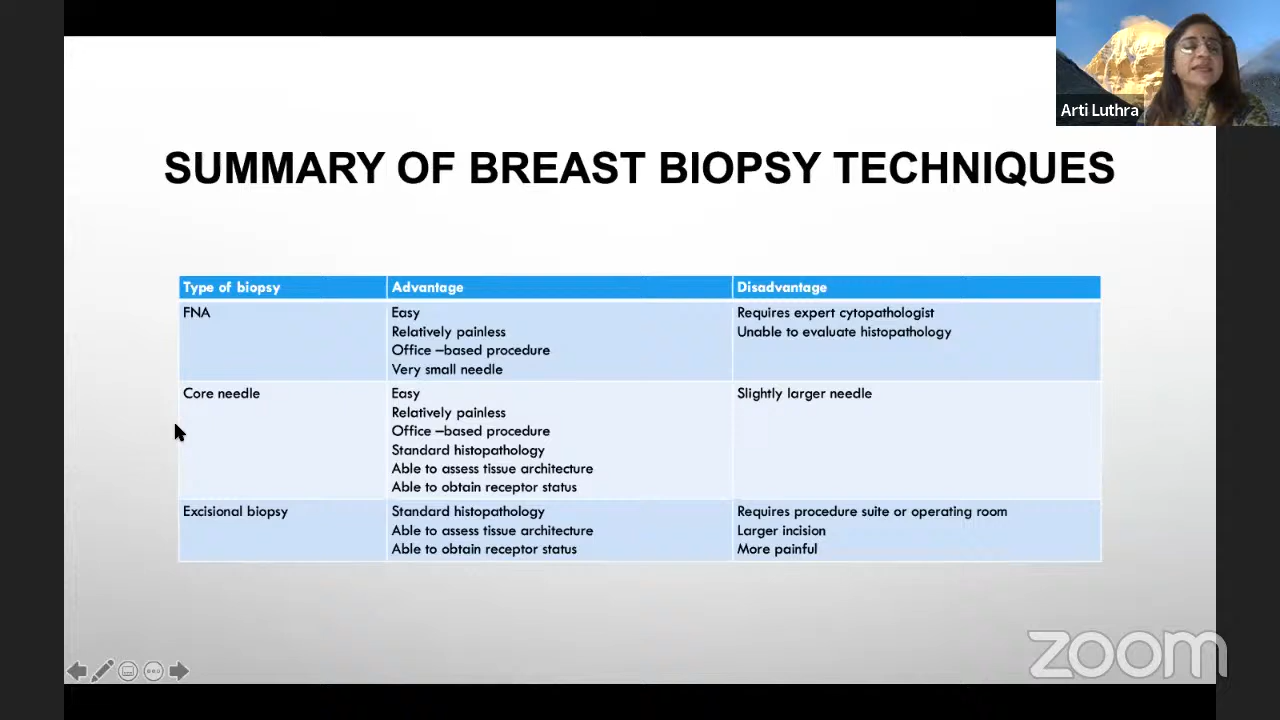 Arti Luthra
SUMMARY OF BREAST BIOPSY TECHNIQUES
Type of biopsy
Advantage
Disadvantage
FNA
Easy
Relatively painless
Office –based procedure
Very small needle
Requires expert cytopathologist
Unable to evaluate histopathology
Core needle
Easy
Relatively painless
Office –based procedure
Standard histopathology
Able to assess tissue architecture
Able to obtain receptor status
Slightly larger needle
Excisional biopsy
Standard histopathology
Able to assess tissue architecture
Able to obtain receptor status
Requires procedure suite or operating room
Larger incision
More painful
zoom